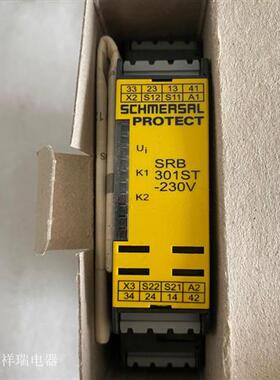 33 23 13 41
X2 S12 S11 A1
SCHMERSAL
PROTECT
Ui
K1
K2
SRB
301ST
-230V
X3 S22 S21 A2
34 24 14 42
祥瑞电器